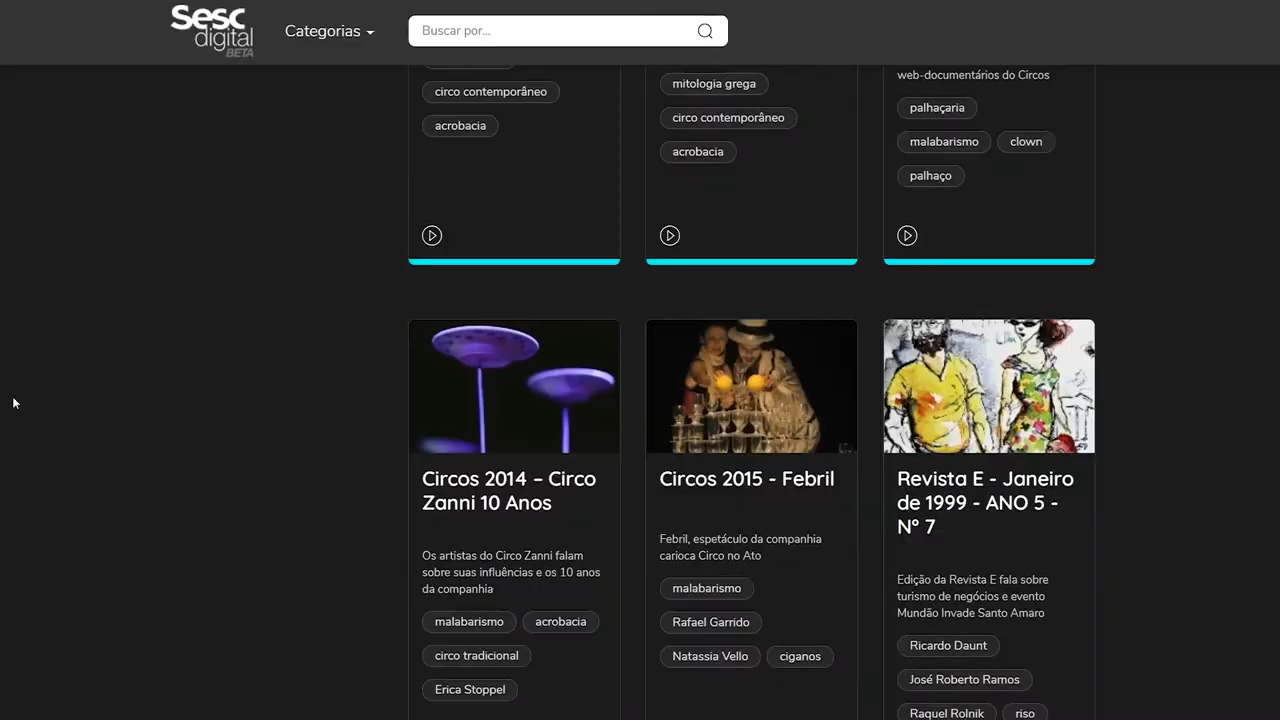 Sesc
digital
BETA
Categorias
Buscar por...
circo contemporâneo
acrobacia
mitologia grega
circo contemporâneo
acrobacia
web-documentários do Circos
palhaçaria
malabarismo clown
palhaço
Circos 2014 – Circo
Zanni 10 Anos
Os artistas do Circo Zanni falam
sobre suas influências e os 10 anos
da companhia
malabarismo acrobacia
circo tradicional
Erica Stoppel
Circos 2015 - Febril
Febril, espetáculo da companhia
carioca Circo no Ato
malabarismo
Rafael Garrido
Natassia Vello ciganos
Revista E - Janeiro
de 1999 - ANO 5 -
Nº 7
Edição da Revista E fala sobre
turismo de negócios e evento
Mundão Invade Santo Amaro
Ricardo Daunt
José Roberto Ramos
Raquel Rolnik riso